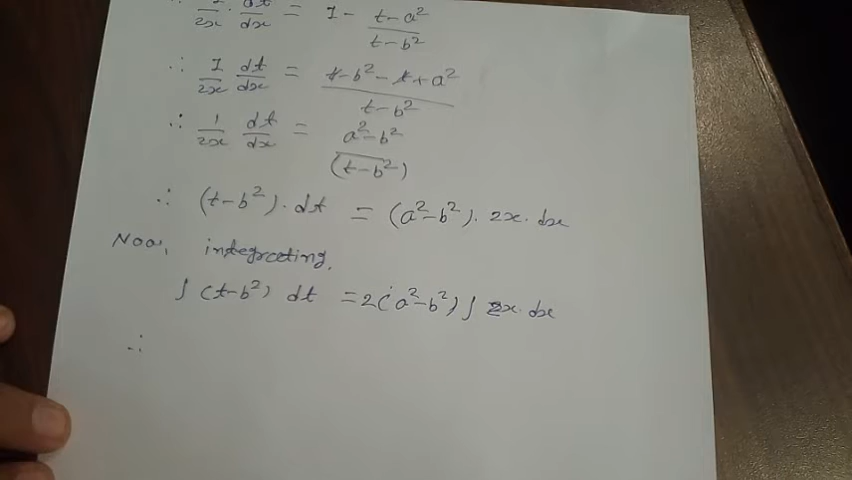 ∴ 1/2x · dt/dx = 1 - (t-a²)/(t-b²)
∴ 1/2x dt/dx = (t-b²-t+a²)/(t-b²)
∴ 1/2x dt/dx = (a²-b²)/(t-b²)
∴ (t-b²)·dt = (a²-b²)·2x·dx
Now, integrating,
∫(t-b²) dt = 2(a²-b²)∫x·dx
∴